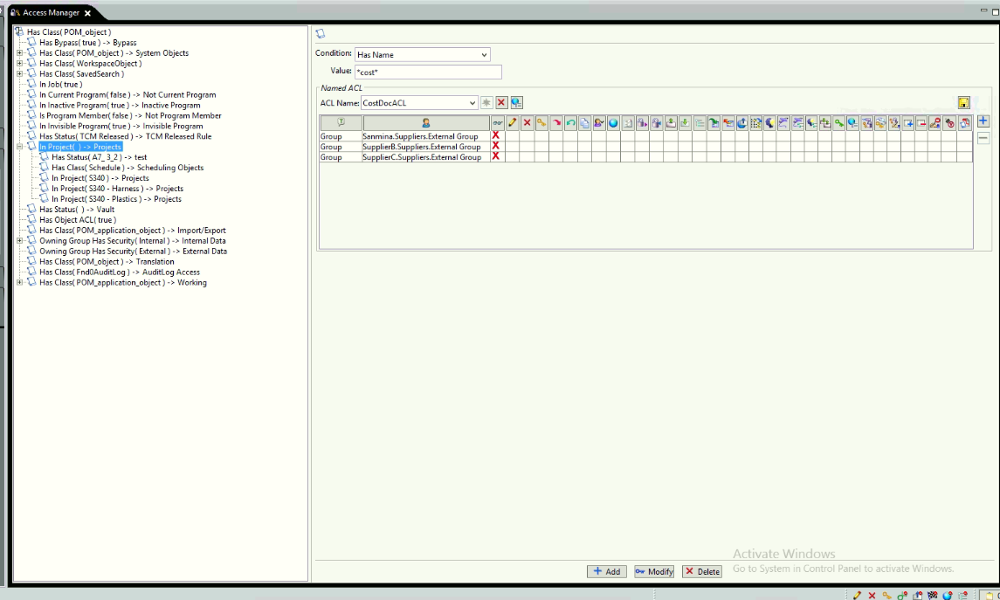 Access Manager
Has Class( POM_object )
Has Bypass( true ) -> Bypass
Has Class( POM_object ) -> System Objects
Has Class( WorkspaceObject )
Has Class( SavedSearch )
In Job( true )
In Current Program( false ) -> Not Current Program
In Inactive Program( true ) -> Inactive Program
Is Program Member( false ) -> Not Program Member
In Invisible Program( true ) -> Invisible Program
Has Status( TCM Released ) -> TCM Released Rule
In Project( ) -> Projects
Has Status( A7_3_2 ) -> test
Has Class( Schedule ) -> Scheduling Objects
In Project( S340 ) -> Projects
In Project( S340 - Harness ) -> Projects
In Project( S340 - Plastics ) -> Projects
Has Status( ) -> Vault
Has Object ACL( true )
Has Class( POM_application_object ) -> Import/Export
Owning Group Has Security( Internal ) -> Internal Data
Owning Group Has Security( External ) -> External Data
Has Class( POM_object ) -> Translation
Has Class( Fnd0AuditLog ) -> AuditLog Access
Has Class( POM_application_object ) -> Working
Condition: Has Name
Value: *cost*
Named ACL
ACL Name: CostDocACL
Group Sanmina.Suppliers.External Group X
Group SupplierB.Suppliers.External Group X
Group SupplierC.Suppliers.External Group X
Add Modify Delete
Activate Windows
Go to System in Control Panel to activate Windows.